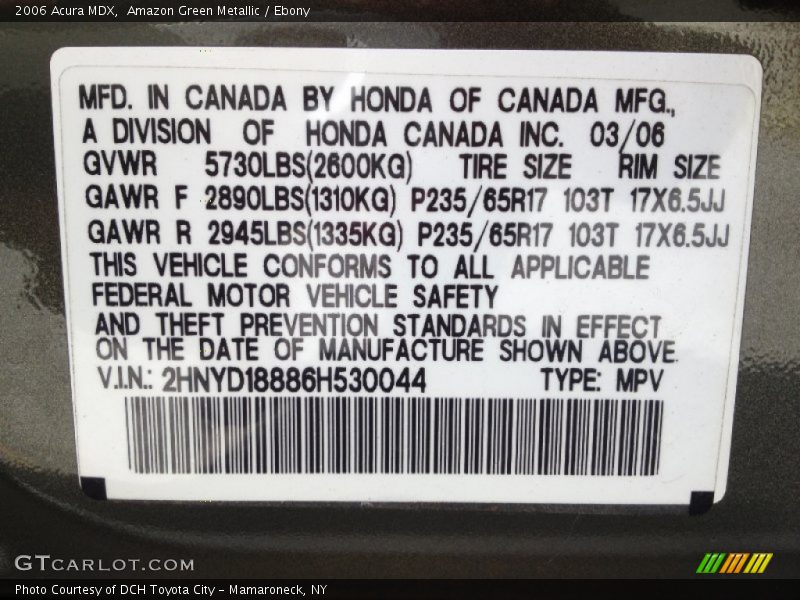 2006 Acura MDX,  Amazon Green Metallic / Ebony
MFD. IN CANADA BY HONDA OF CANADA MFG.,
A DIVISION OF HONDA CANADA INC. 03/06
GVWR 5730LBS(2600KG) TIRE SIZE RIM SIZE
GAWR F 2890LBS(1310KG) P235/65R17 103T 17X6.5JJ
GAWR R 2945LBS(1335KG) P235/65R17 103T 17X6.5JJ
THIS VEHICLE CONFORMS TO ALL APPLICABLE
FEDERAL MOTOR VEHICLE SAFETY
AND THEFT PREVENTION STANDARDS IN EFFECT
ON THE DATE OF MANUFACTURE SHOWN ABOVE.
V.I.N.: 2HNYD18886H530044 TYPE: MPV
GTCARLOT.COM
Photo Courtesy of DCH Toyota City - Mamaroneck, NY